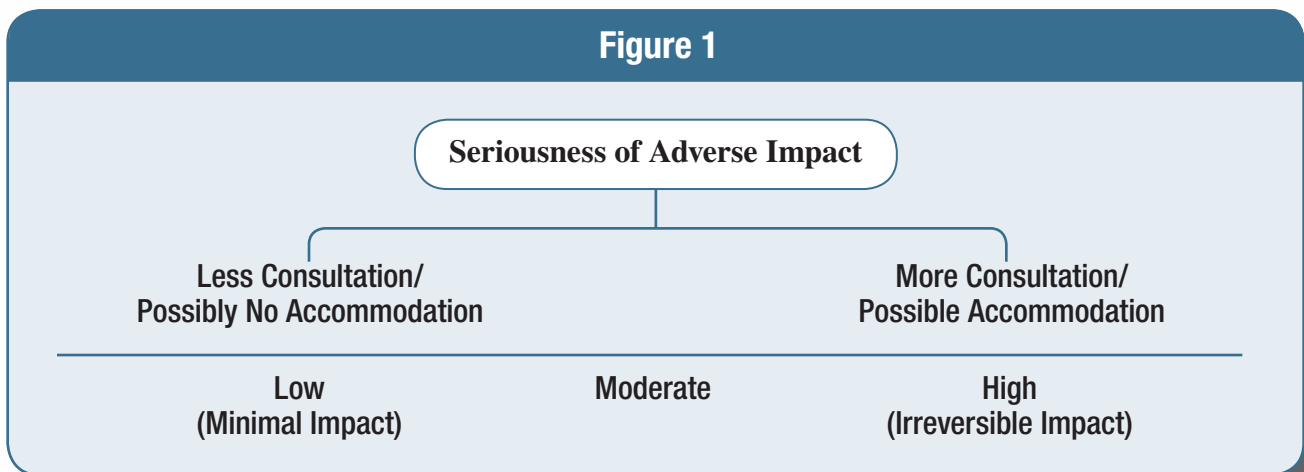 Figure 1
Seriousness of Adverse Impact
Less Consultation/
Possibly No Accommodation
More Consultation/
Possible Accommodation
Low
(Minimal Impact)
Moderate
High
(Irreversible Impact)